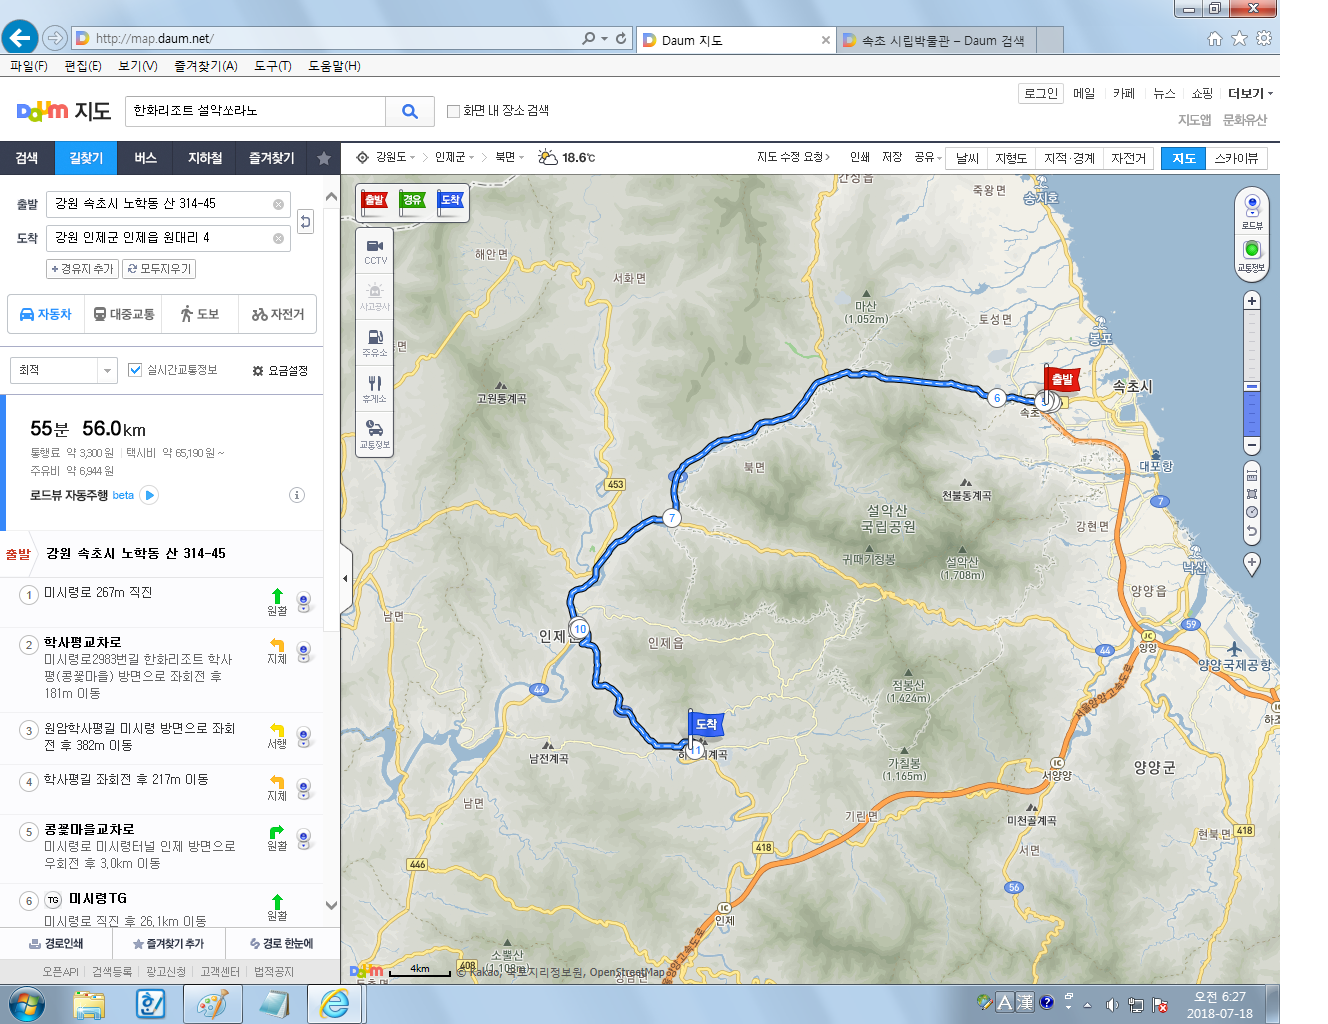 http://map.daum.net/
Daum 지도
속초 시립박물관 – Daum 검색
파일(F) 편집(E) 보기(V) 즐겨찾기(A) 도구(T) 도움말(H)
Daum 지도
한화리조트 설악쏘라노
화면 내 장소 검색
로그인 메일 카페 뉴스 쇼핑 더보기
지도앱 문화유산
검색 길찾기 버스 지하철 즐겨찾기
강원도 인제군 북면 18.6℃
지도 수정 요청 인쇄 저장 공유 날씨 지형도 지적·경계 자전거 지도 스카이뷰
출발 강원 속초시 노학동 산 314-45
도착 강원 인제군 인제읍 원대리 4
+ 경유지 추가 모두지우기
자동차 대중교통 도보 자전거
최적 실시간교통정보 요금설정
55분 56.0km
통행료 약 3,300원 택시비 약 65,190원 ~
주유비 약 6,944원
로드뷰 자동주행 beta
출발 강원 속초시 노학동 산 314-45
1 미시령로 267m 직진
원활
2 학사평교차로
미시령로2983번길 한화리조트 학사
평(콩꽃마을) 방면으로 좌회전 후
181m 이동
지체
3 원암학사평길 미시령 방면으로 좌회
전 후 382m 이동
서행
4 학사평길 좌회전 후 217m 이동
지체
5 콩꽃마을교차로
미시령로 미시령터널 인제 방면으로
우회전 후 3.0km 이동
원활
6 TG 미시령TG
미시령로 직진 후 26.1km 이동
원활
경로인쇄 즐겨찾기 추가 경로 한눈에
오픈API 검색등록 광고신청 고객센터 법적공지
출발 경유 도착
CCTV
사고공사
주유소
휴게소
교통정보
로드뷰
교통정보
간성읍
죽왕면
송지호
해안면
서화면
마산
(1,052m)
토성면
봉포
고원통계곡
출발
속초시
6
북면
453
천불동계곡
대포항
7
7
설악산
국립공원
강현면
귀때기청봉
설악산
(1,708m)
낙산
양양읍
남면
59
인제군
10
인제읍
44
JC
양양
양양국제공항
점봉산
(1,424m)
44
서울양양고속도로
도착
11
남전계곡
가칠봉
(1,165m)
IC
서양양
양양군
남면
기린면
미천골계곡
현북면
418
418
서면
446
56
IC
인제
소뿔산
(1,108m)
408
Daum 4km © Kakao, 국토지리정보원, OpenStreetMap
A 漢
오전 6:27
2018-07-18